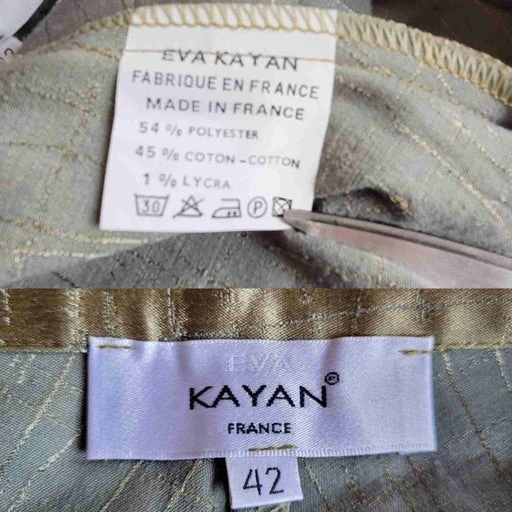 EVA KAYAN
FABRIQUE EN FRANCE
MADE IN FRANCE
54 % POLYESTER
45 % COTON-COTTON
1 % LYCRA
30 P
EVA
KAYAN®
FRANCE
42